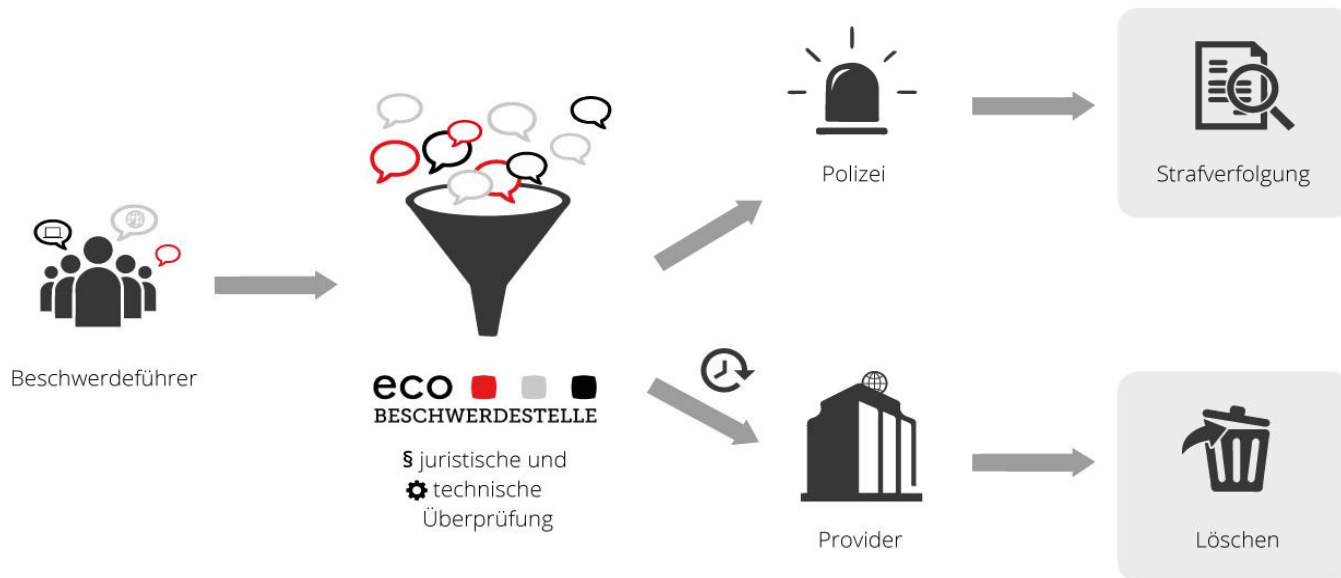 Beschwerdeführer
eco
BESCHWERDESTELLE
§ juristische und
technische
Überprüfung
Polizei
Strafverfolgung
Provider
Löschen